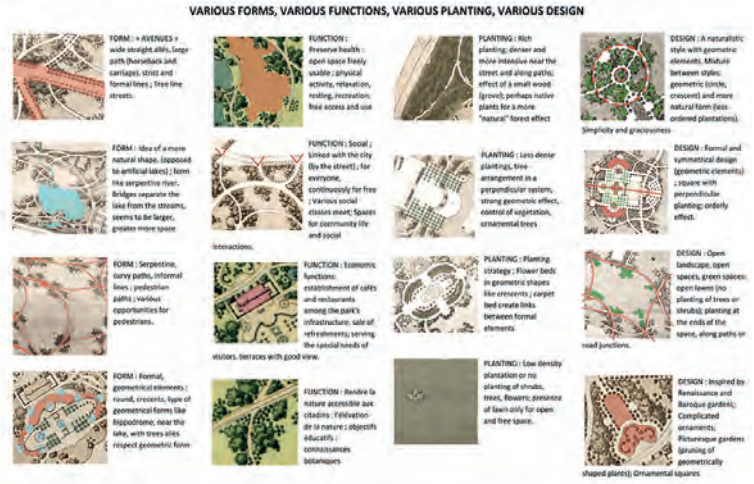 VARIOUS FORMS, VARIOUS FUNCTIONS, VARIOUS PLANTING, VARIOUS DESIGN
FORM : « AVENUES »
wide straight allés, large
path (horseback and
carriage), strict and
formal lines ; Tree line
streets.
FORM : Idea of a more
natural shape, (opposed
to artificial lakes) ; form
like serpentine river.
Bridges separate the
lake from the streams,
seems to be larger,
greater more space
FORM : Serpentine,
curvy paths, informal
lines ; pedestrian
paths ; various
opportunities for
pedestrians.
FORM : Formal,
geometrical elements :
round, crecents, type of
geometrical forms like
hippodrome, near the
lake, with trees allés
respect geometric form
FUNCTION :
Preserve health :
open space freely
usable ; physical
activity, relaxation,
resting, recreation,
free access and use
FUNCTION ; Social ;
Linked with the city
(by the street) ; for
everyone,
continuously for free
; Various social
classes meet; Spaces
for community life
and social
interactions.
FUNCTION : Economic
functions:
establishment of cafés
and restaurants
among the park's
infrastructure, sale of
refreshments; serving
the special needs of
visitors. terraces with good view.
FUNCTION : Rendre la
nature accessible aux
citadins : l'élévation
de la nature ; objectifs
éducatifs :
connaissances
botaniques
PLANTING : Rich
planting; denser and
more intensive near the
street and along paths;
effect of a small wood
(grove); perhaps native
plants for a more
"natural" forest effect
PLANTING : Less dense
plantings, tree
arrangement in a
perpendicular system,
strong geometric effect,
control of vegetation,
ornamental trees
PLANTING : Planting
strategy ; Flower beds
in geometric shapes
like crescents ; carpet
bed create links
between formal
elements
PLANTING : Low density
plantation or no
planting of shrubs,
trees, flowers; presence
of lawn only for open
and free space.
DESIGN : A naturalistic
style with geometric
elements. Mixture
between styles:
geometric (circle,
crescent) and more
natural form (less
ordered plantations).
Simplicity and graciousness
DESIGN : Formal and
symmetrical design
(geometric elements)
; square with
perpendicular
planting; orderly
effect.
DESIGN : Open
landscape, open
spaces, green spaces:
open lawns (no
planting of trees or
shrubs); planting at
the ends of the
space, along paths or
road junctions.
DESIGN : Inspired by
Renaissance and
Baroque gardens;
Complicated
ornaments;
Picturesque gardens
(pruning of
geometrically
shaped plants); Ornamental squares